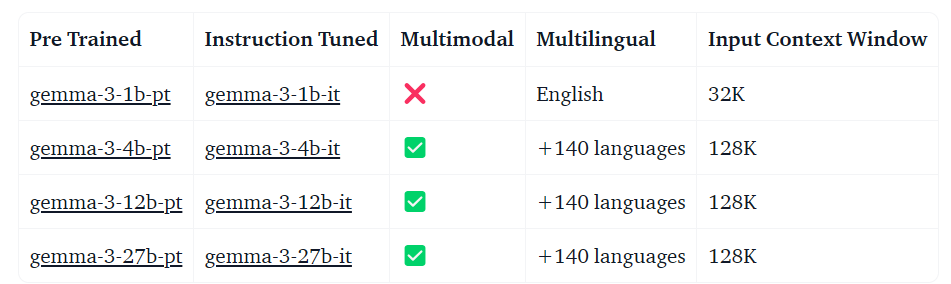 Pre Trained Instruction Tuned Multimodal Multilingual Input Context Window
gemma-3-1b-pt gemma-3-1b-it ❌ English 32K
gemma-3-4b-pt gemma-3-4b-it ✅ +140 languages 128K
gemma-3-12b-pt gemma-3-12b-it ✅ +140 languages 128K
gemma-3-27b-pt gemma-3-27b-it ✅ +140 languages 128K